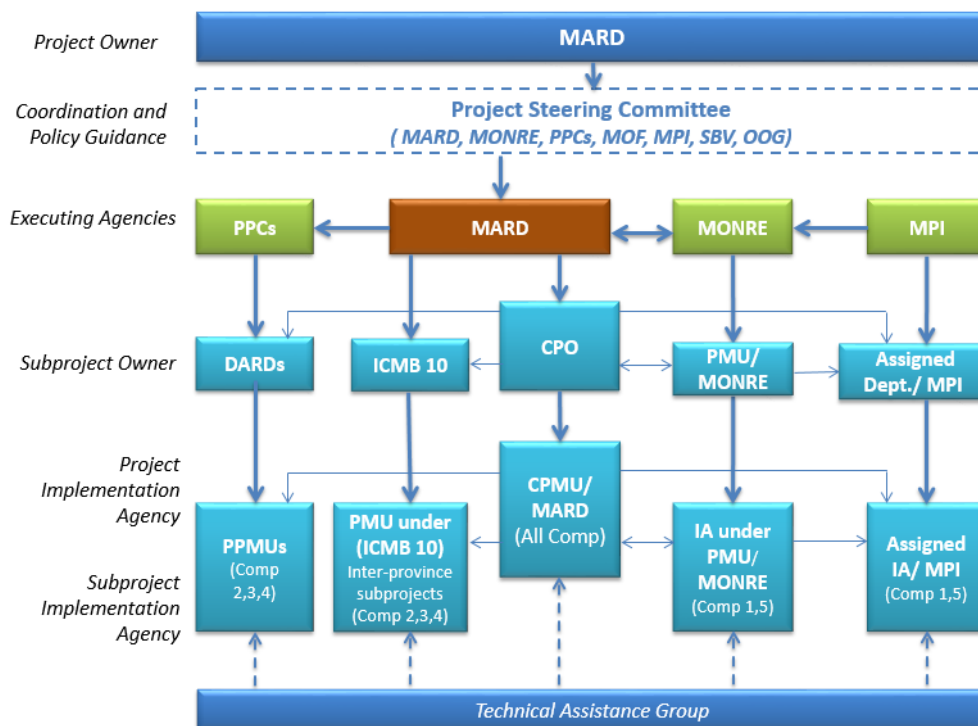 Project Owner
MARD
Coordination and
Policy Guidance
Project Steering Committee
( MARD, MONRE, PPCs, MOF, MPI, SBV, OOG)
Executing Agencies
PPCs
MARD
MONRE
MPI
Subproject Owner
DARDs
ICMB 10
CPO
PMU/
MONRE
Assigned
Dept./ MPI
Project
Implementation
Agency
CPMU/
MARD
(All Comp)
Subproject
Implementation
Agency
PPMUs
(Comp
2,3,4)
PMU under
(ICMB 10)
Inter-province
subprojects
(Comp 2,3,4)
IA under
PMU/
MONRE
(Comp 1,5)
Assigned
IA/ MPI
(Comp 1,5)
Technical Assistance Group